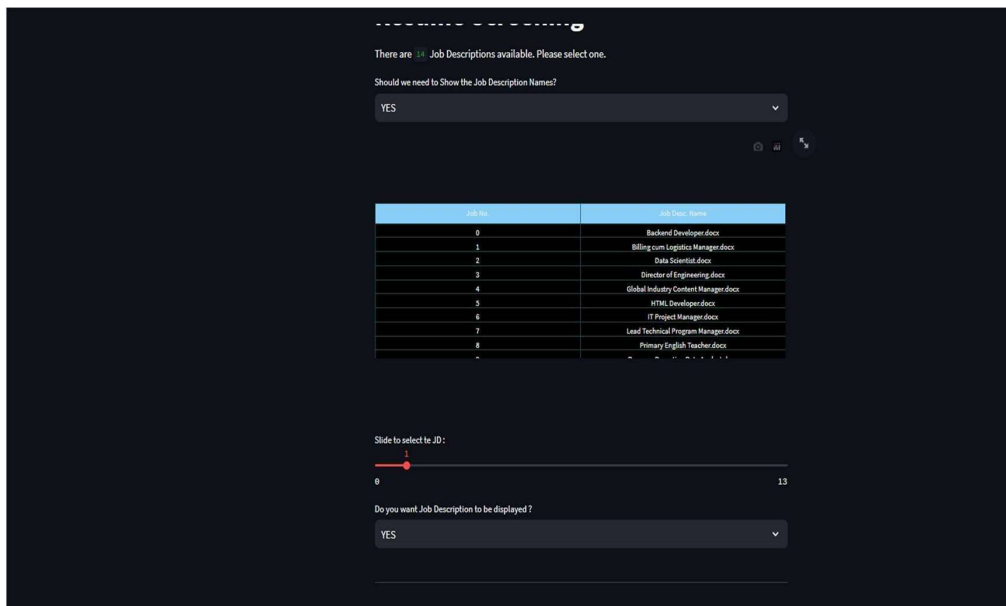 There are 14 Job Descriptions available. Please select one.
Should we need to Show the Job Description Names?
YES
Job No. Job Desc. Name
0 Backend Developer.docx
1 Billing cum Logistics Manager.docx
2 Data Scientist.docx
3 Director of Engineering.docx
4 Global Industry Content Manager.docx
5 HTML Developer.docx
6 IT Project Manager.docx
7 Lead Technical Program Manager.docx
8 Primary English Teacher.docx
Slide to select te JD :
1
0 13
Do you want Job Description to be displayed ?
YES